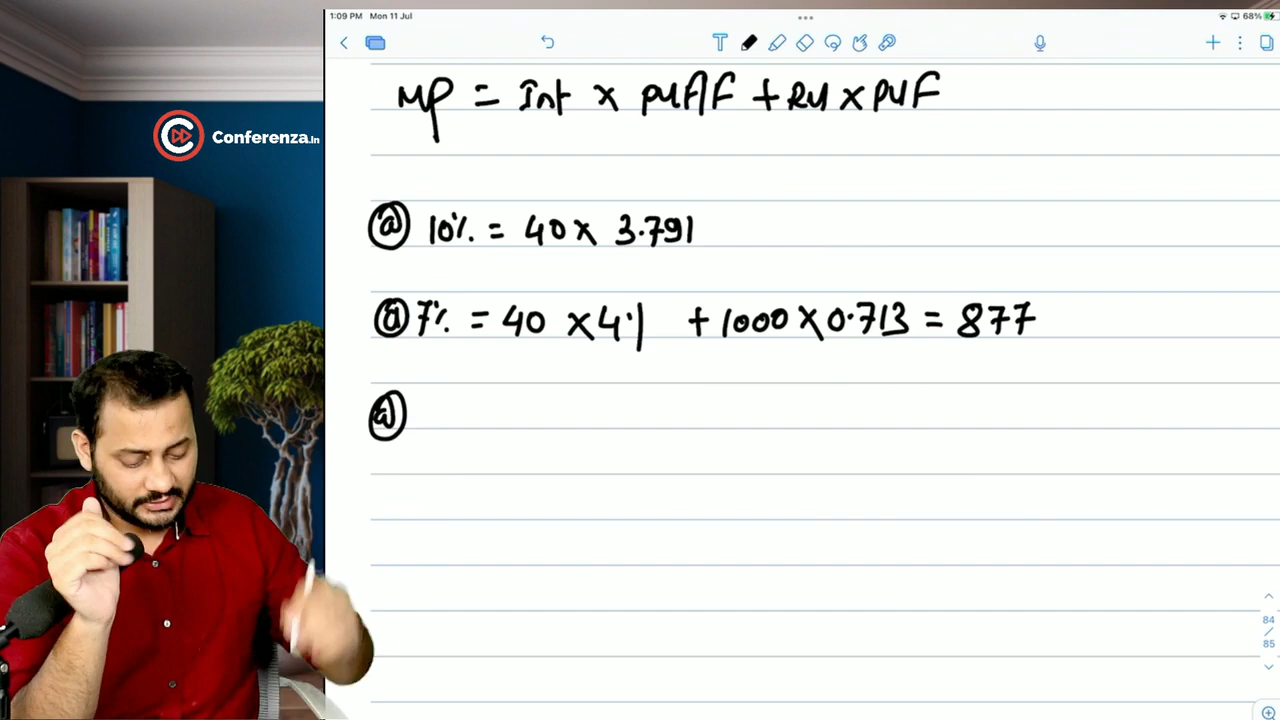 1:09 PM Mon 11 Jul
68%
Conferenza.in
MP = Int x PVAF + RV x PVF
@ 10% = 40 x 3.791
@ 7% = 40 x 4.1 + 1000 x 0.713 = 877
@
84
/
85